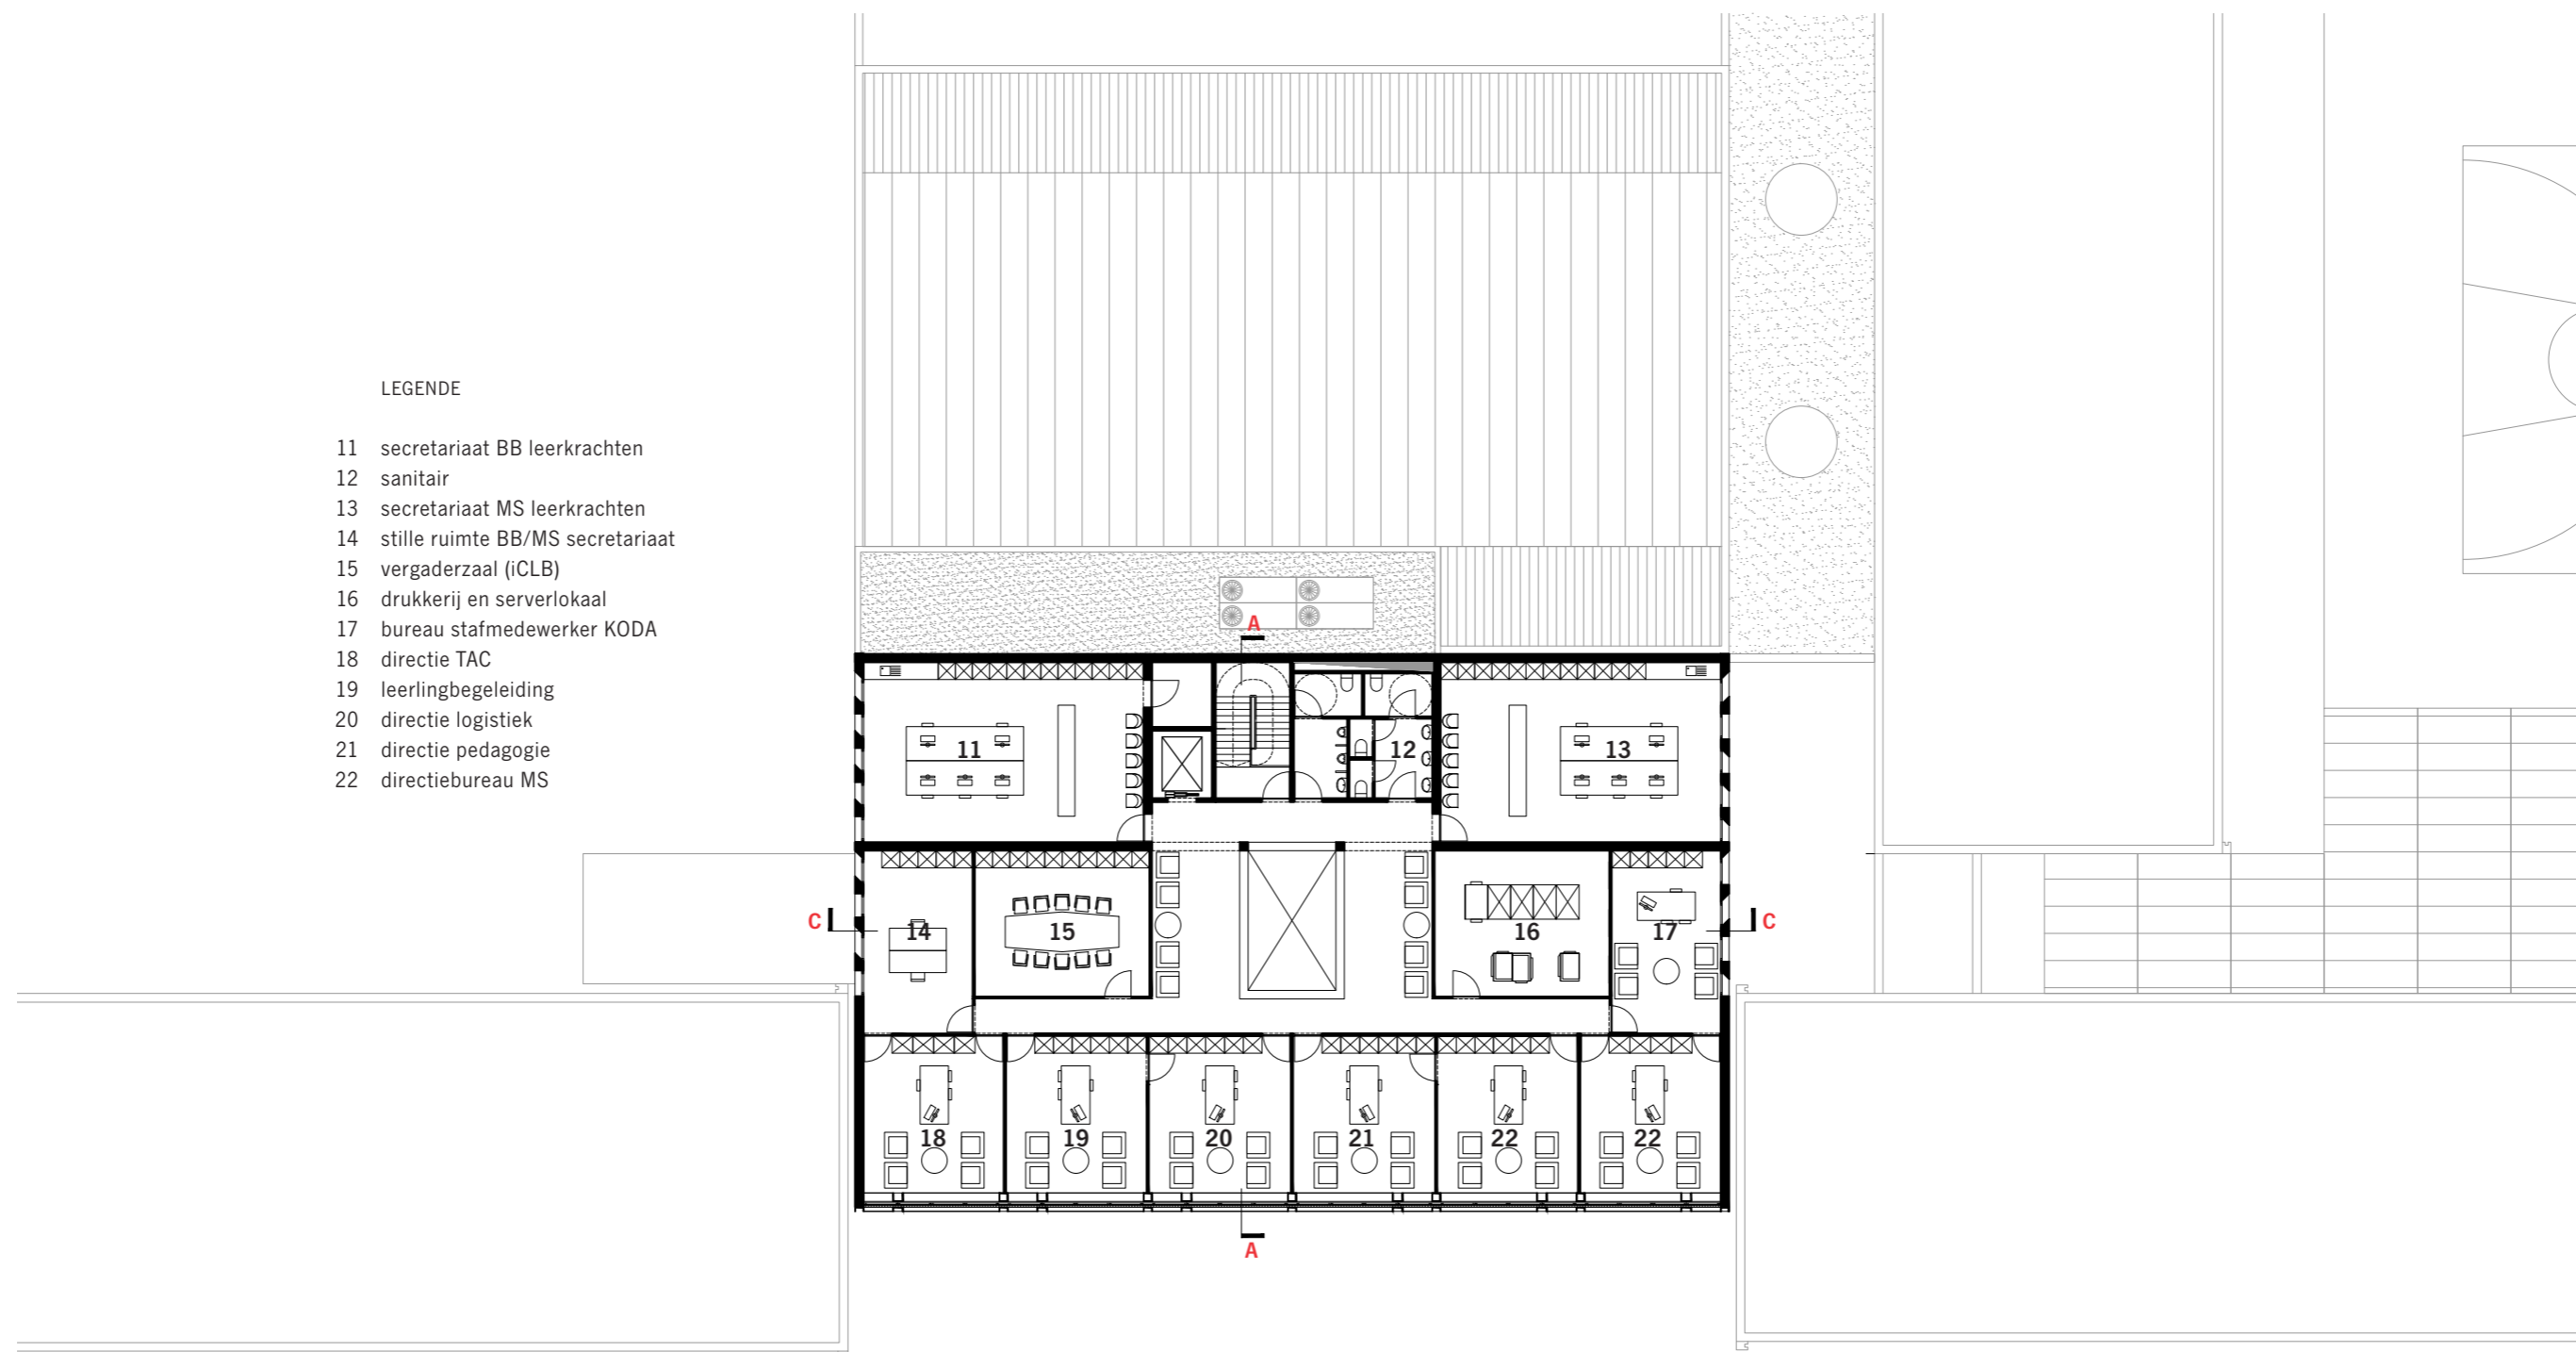 LEGENDE
11 secretariaat BB leerkrachten
12 sanitair
13 secretariaat MS leerkrachten
14 stille ruimte BB/MS secretariaat
15 vergaderzaal (iCLB)
16 drukkerij en serverlokaal
17 bureau stafmedewerker KODA
18 directie TAC
19 leerlingbegeleiding
20 directie logistiek
21 directie pedagogie
22 directiebureau MS
A
11 12 13
C 14 15 16 17 C
18 19 20 21 22 22
A